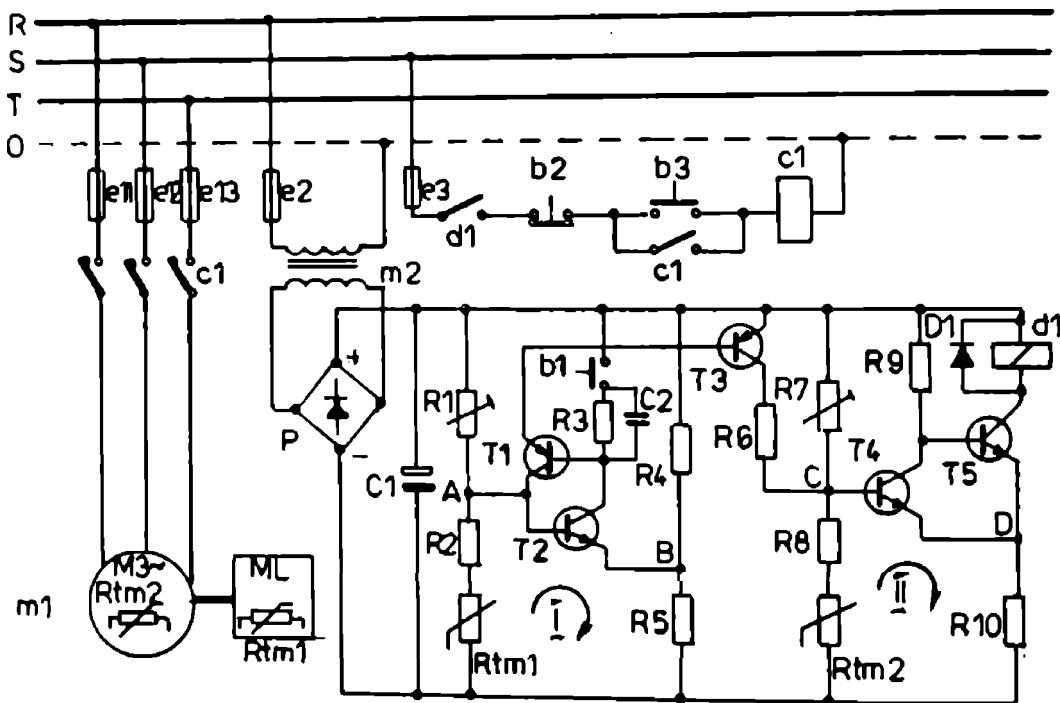 R
S
T
O
e11 e12 e13 e2 e3
b2 b3 c1
d1 c1
c1 m2
D1 d1
b1 R9
R1 R3 C2 T3 R7
P + -
T1 R4 R6 T4 T5
C1 A C
R2 T2 B R8 D
M3~ ML
Rtm2
m1 I R5 II R10
Rtm1 Rtm1 Rtm2